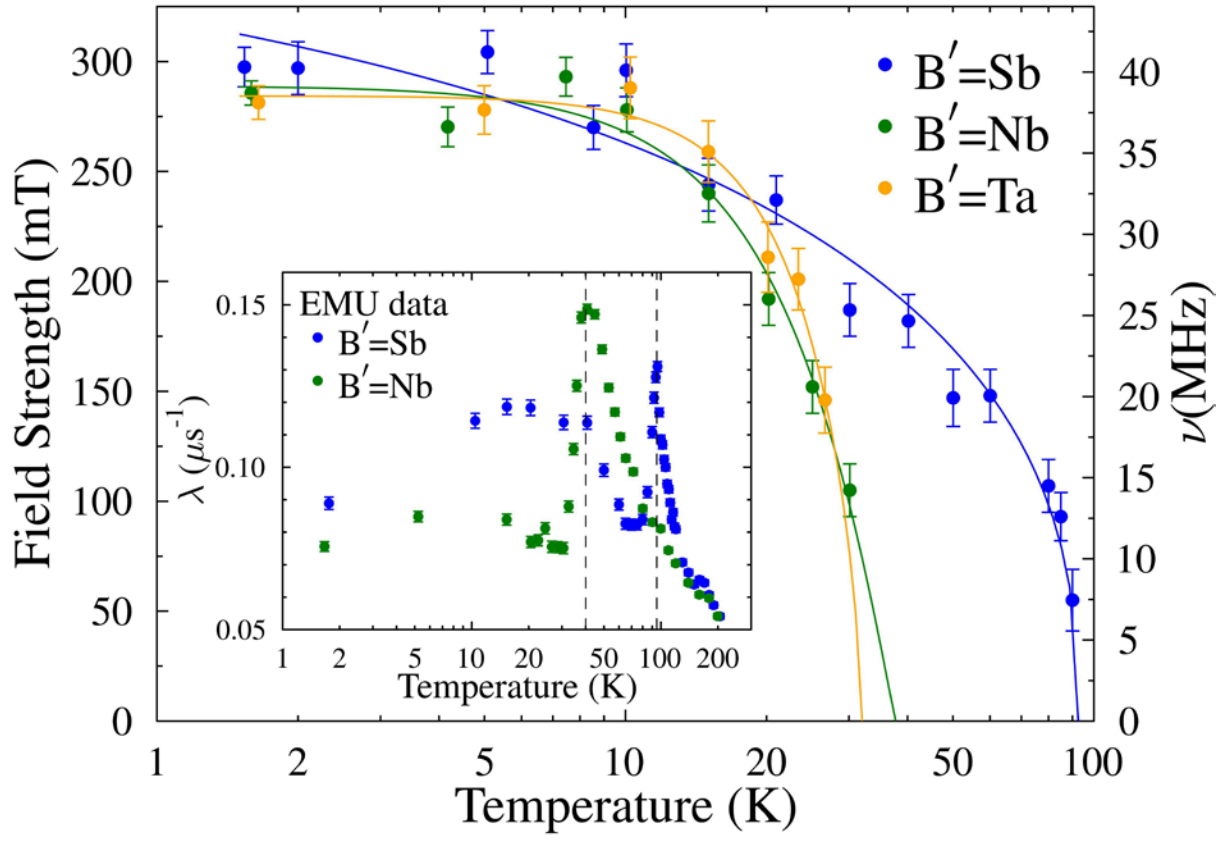 300
250
200
150
100
50
0
Field Strength (mT)
B′=Sb
B′=Nb
B′=Ta
40
35
30
25
20
15
10
5
0
ν(MHz)
EMU data
B′=Sb
B′=Nb
0.15
0.10
0.05
λ (μs⁻¹)
1 2 5 10 20 50 100 200
Temperature (K)
1 2 5 10 20 50 100
Temperature (K)